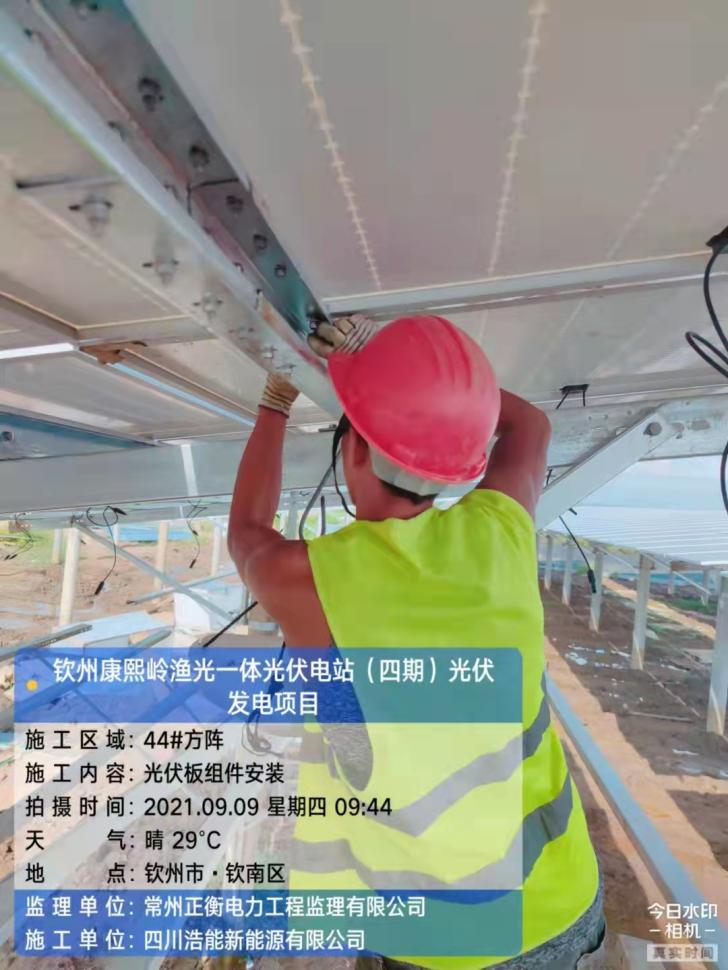 钦州康熙岭渔光一体光伏电站（四期）光伏
发电项目
施工区域：44#方阵
施工内容：光伏板组件安装
拍摄时间：2021.09.09 星期四 09:44
天气：晴 29°C
地点：钦州市·钦南区
监理单位：常州正衡电力工程监理有限公司
施工单位：四川浩能新能源有限公司
今日水印
-相机-
真实时间